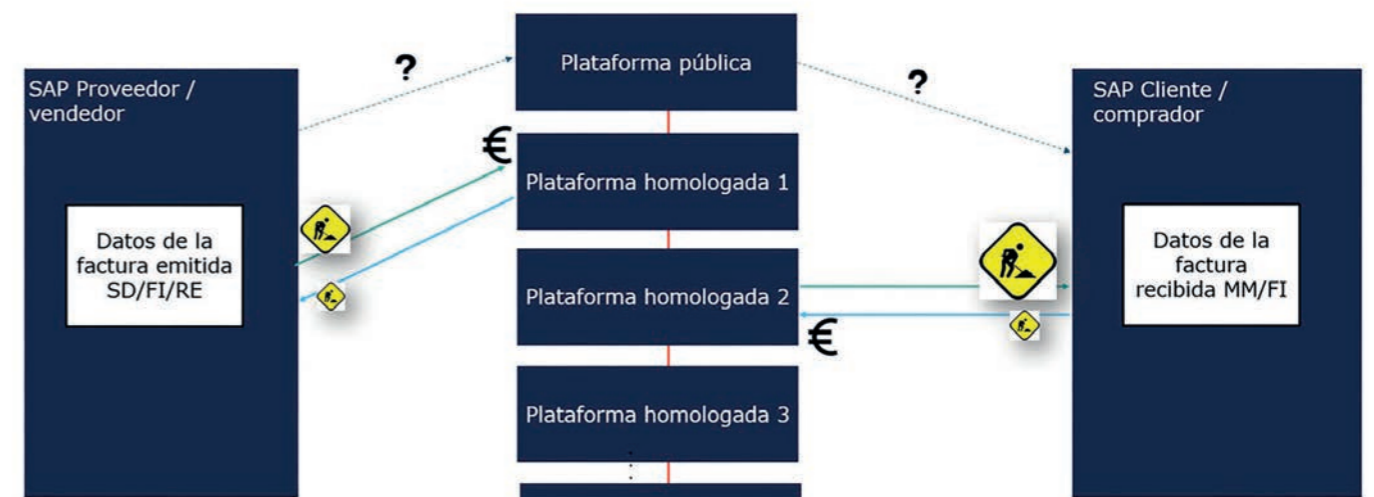 Plataforma pública
?
?
SAP Proveedor /
vendedor
SAP Cliente /
comprador
€
Plataforma homologada 1
Datos de la
factura emitida
SD/FI/RE
Plataforma homologada 2
Datos de la
factura
recibida MM/FI
€
Plataforma homologada 3